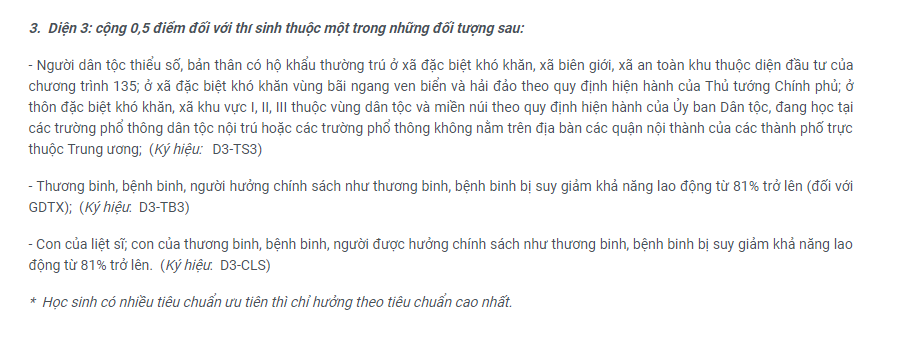 3. Diện 3: cộng 0,5 điểm đối với thí sinh thuộc một trong những đối tượng sau:
- Người dân tộc thiểu số, bản thân có hộ khẩu thường trú ở xã đặc biệt khó khăn, xã biên giới, xã an toàn khu thuộc diện đầu tư của
chương trình 135; ở xã đặc biệt khó khăn vùng bãi ngang ven biển và hải đảo theo quy định hiện hành của Thủ tướng Chính phủ; ở
thôn đặc biệt khó khăn, xã khu vực I, II, III thuộc vùng dân tộc và miền núi theo quy định hiện hành của Ủy ban Dân tộc, đang học tại
các trường phổ thông dân tộc nội trú hoặc các trường phổ thông không nằm trên địa bàn các quận nội thành của các thành phố trực
thuộc Trung ương; (Ký hiệu: D3-TS3)
- Thương binh, bệnh binh, người hưởng chính sách như thương binh, bệnh binh bị suy giảm khả năng lao động từ 81% trở lên (đối với
GDTX); (Ký hiệu: D3-TB3)
- Con của liệt sĩ; con của thương binh, bệnh binh, người được hưởng chính sách như thương binh, bệnh binh bị suy giảm khả năng lao
động từ 81% trở lên. (Ký hiệu: D3-CLS)
* Học sinh có nhiều tiêu chuẩn ưu tiên thì chỉ hưởng theo tiêu chuẩn cao nhất.